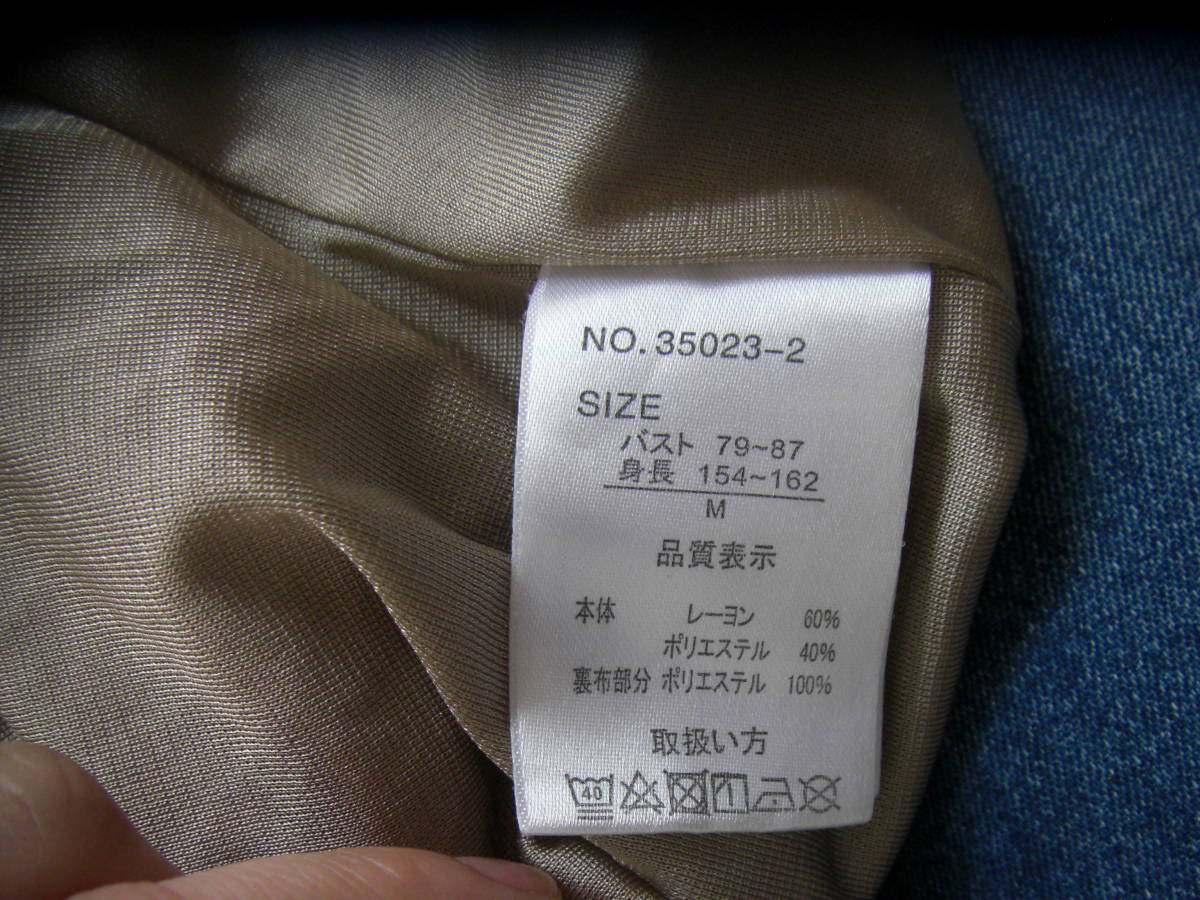 NO.35023-2
SIZE
バスト 79~87
身長 154~162
M
品質表示
本体 レーヨン 60%
ポリエステル 40%
裏布部分 ポリエステル 100%
取扱い方
40